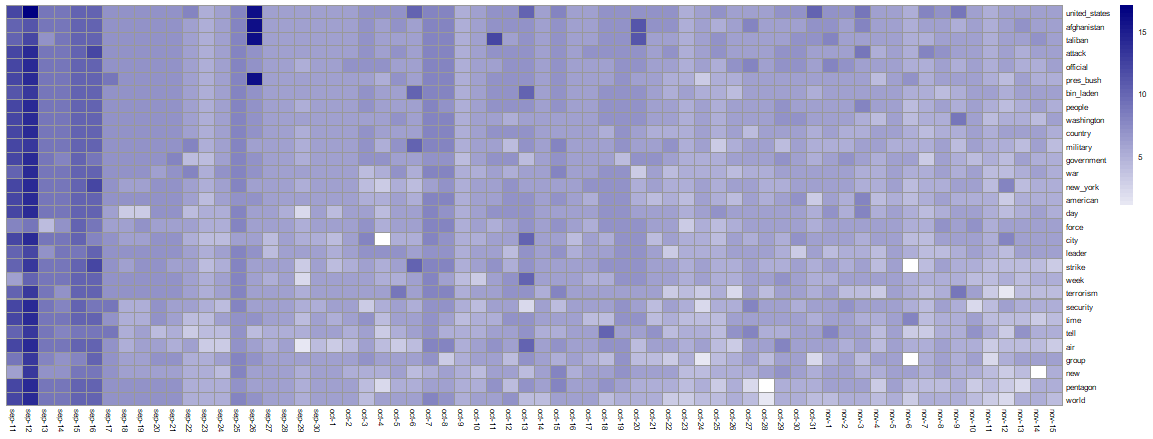 united_states
afghanistan
taliban
attack
official
pres_bush
bin_laden
people
washington
country
military
government
war
new_york
american
day
force
city
leader
strike
week
terrorism
security
time
tell
air
group
new
pentagon
world
15
10
5
sep-11
sep-12
sep-13
sep-14
sep-15
sep-16
sep-17
sep-18
sep-19
sep-20
sep-21
sep-22
sep-23
sep-24
sep-25
sep-26
sep-27
sep-28
sep-29
sep-30
oct-1
oct-2
oct-3
oct-4
oct-5
oct-6
oct-7
oct-8
oct-9
oct-10
oct-11
oct-12
oct-13
oct-14
oct-15
oct-16
oct-17
oct-18
oct-19
oct-20
oct-21
oct-22
oct-23
oct-24
oct-25
oct-26
oct-27
oct-28
oct-29
oct-30
oct-31
nov-1
nov-2
nov-3
nov-4
nov-5
nov-6
nov-7
nov-8
nov-9
nov-10
nov-11
nov-12
nov-13
nov-14
nov-15